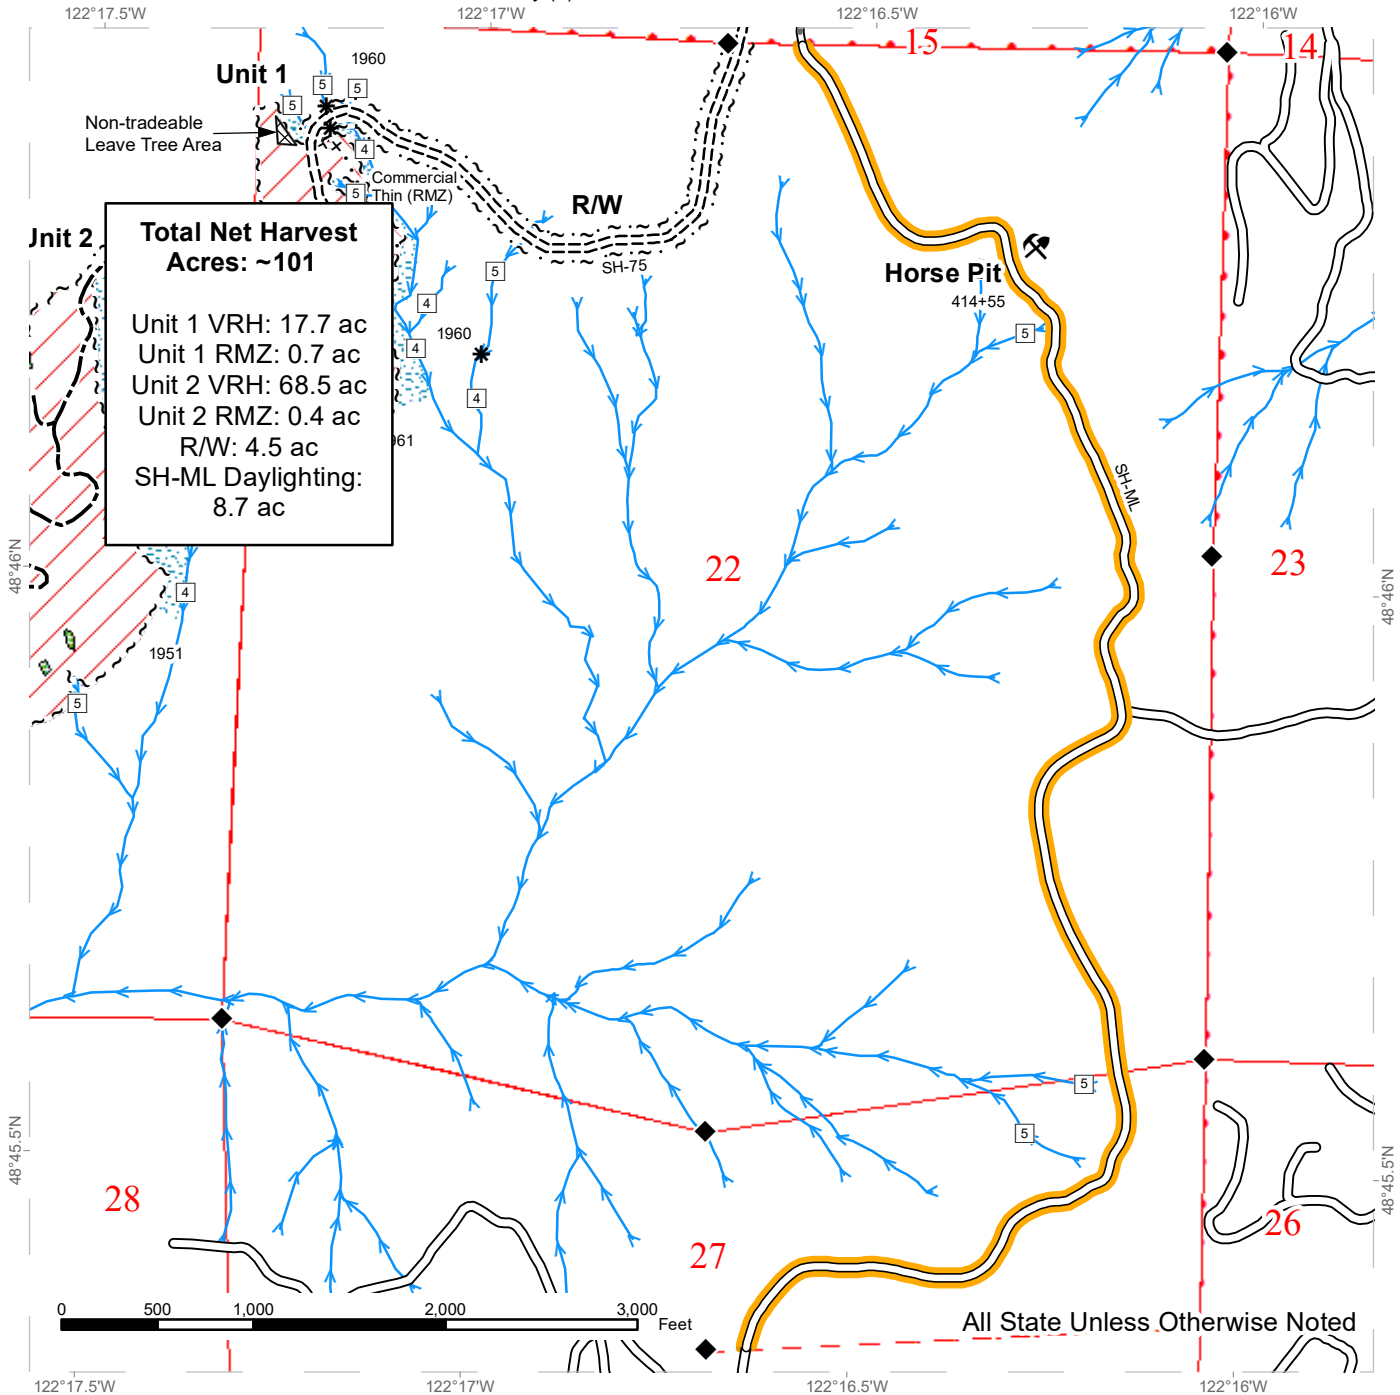 122°17.5'W
122°17'W
122°16.5'W
122°16'W
15
14
Unit 1
1960
5
5
5
Non-tradeable
Leave Tree Area
4
Commercial
Thin (RMZ)
5
R/W
Unit 2
SH-75
Total Net Harvest
Acres: ~101
Unit 1 VRH: 17.7 ac
Unit 1 RMZ: 0.7 ac
Unit 2 VRH: 68.5 ac
Unit 2 RMZ: 0.4 ac
R/W: 4.5 ac
SH-ML Daylighting:
8.7 ac
5
Horse Pit
414+55
4
1960
5
4
4
961
SH-ML
48°46'N
22
23
48°46'N
4
1951
5
5
5
48°45.5'N
48°45.5'N
28
27
26
0
500
1,000
2,000
3,000
Feet
All State Unless Otherwise Noted
122°17.5'W
122°17'W
122°16.5'W
122°16'W